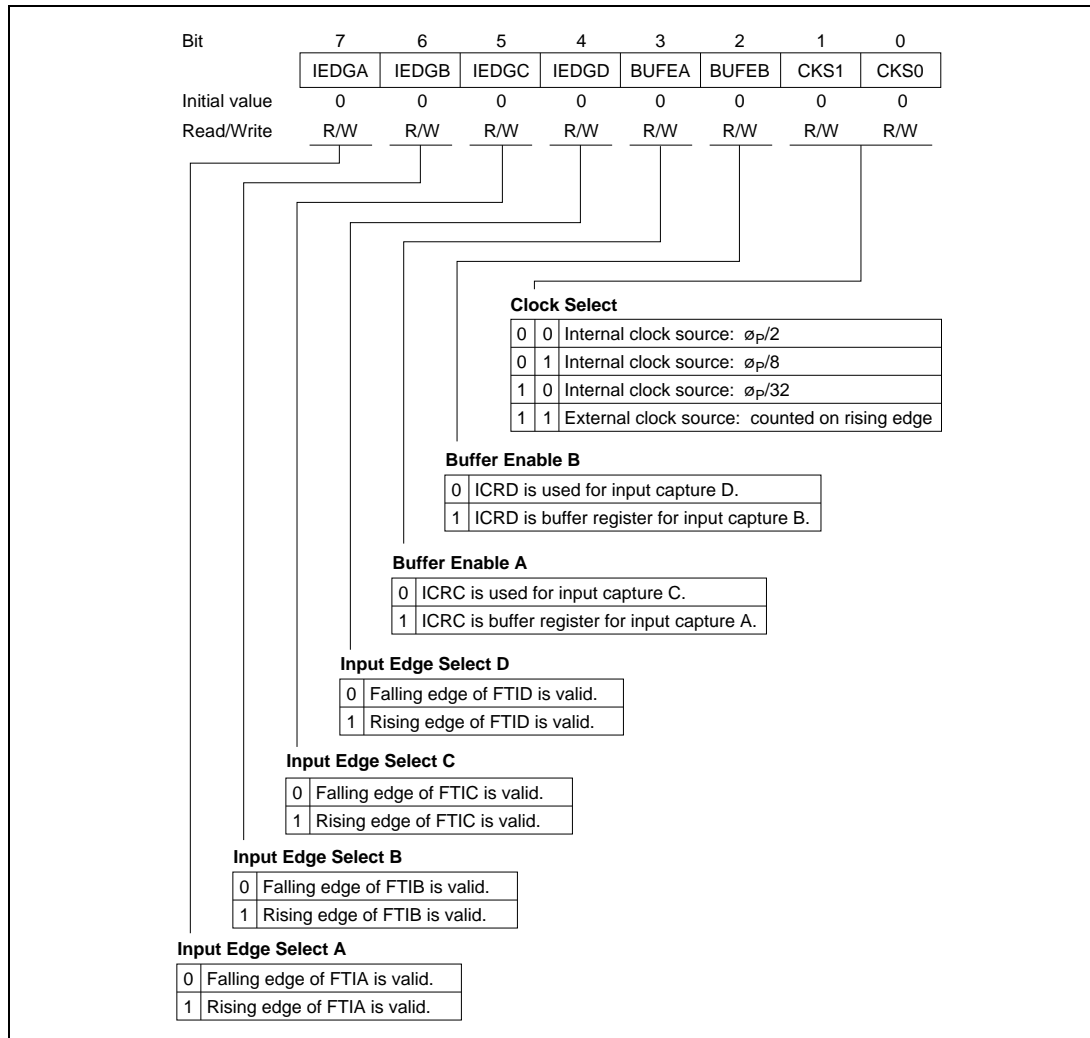 Bit 7 6 5 4 3 2 1 0
IEDGA IEDGB IEDGC IEDGD BUFEA BUFEB CKS1 CKS0
Initial value 0 0 0 0 0 0 0 0
Read/Write R/W R/W R/W R/W R/W R/W R/W R/W
Clock Select
0 0 Internal clock source: øP/2
0 1 Internal clock source: øP/8
1 0 Internal clock source: øP/32
1 1 External clock source: counted on rising edge
Buffer Enable B
0 ICRD is used for input capture D.
1 ICRD is buffer register for input capture B.
Buffer Enable A
0 ICRC is used for input capture C.
1 ICRC is buffer register for input capture A.
Input Edge Select D
0 Falling edge of FTID is valid.
1 Rising edge of FTID is valid.
Input Edge Select C
0 Falling edge of FTIC is valid.
1 Rising edge of FTIC is valid.
Input Edge Select B
0 Falling edge of FTIB is valid.
1 Rising edge of FTIB is valid.
Input Edge Select A
0 Falling edge of FTIA is valid.
1 Rising edge of FTIA is valid.